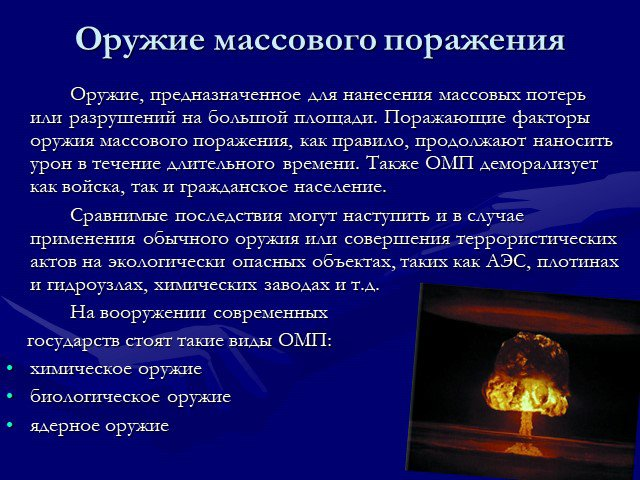 Оружие массового поражения
Оружие, предназначенное для нанесения массовых потерь
или разрушений на большой площади. Поражающие факторы
оружия массового поражения, как правило, продолжают наносить
урон в течение длительного времени. Также ОМП деморализует
как войска, так и гражданское население.
Сравнимые последствия могут наступить и в случае
применения обычного оружия или совершения террористических
актов на экологически опасных объектах, таких как АЭС, плотинах
и гидроузлах, химических заводах и т.д.
На вооружении современных
государств стоят такие виды ОМП:
• химическое оружие
• биологическое оружие
• ядерное оружие